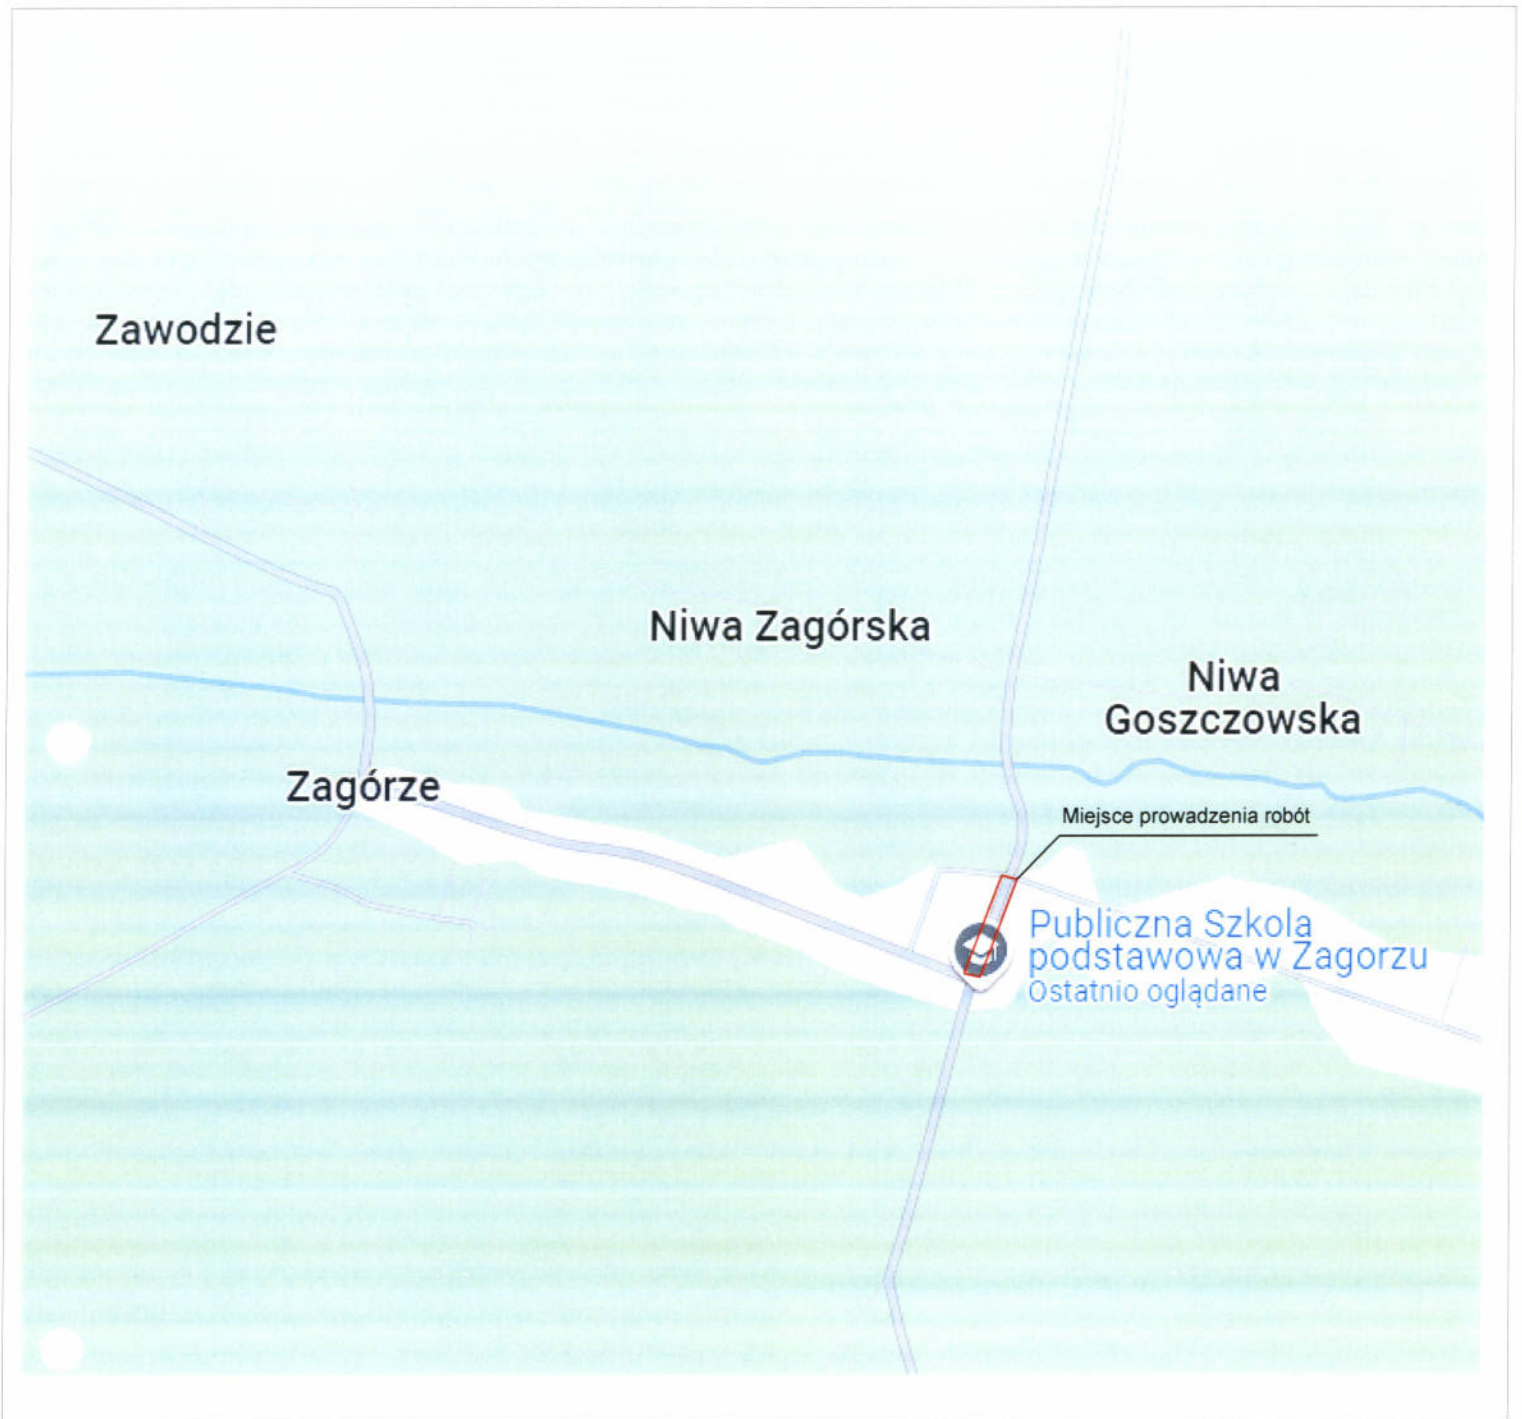 Zawodzie
Niwa Zagórska
Niwa
Goszczowska
Zagórze
Miejsce prowadzenia robót
Publiczna Szkola
podstawowa w Zagorzu
Ostatnio oglądane